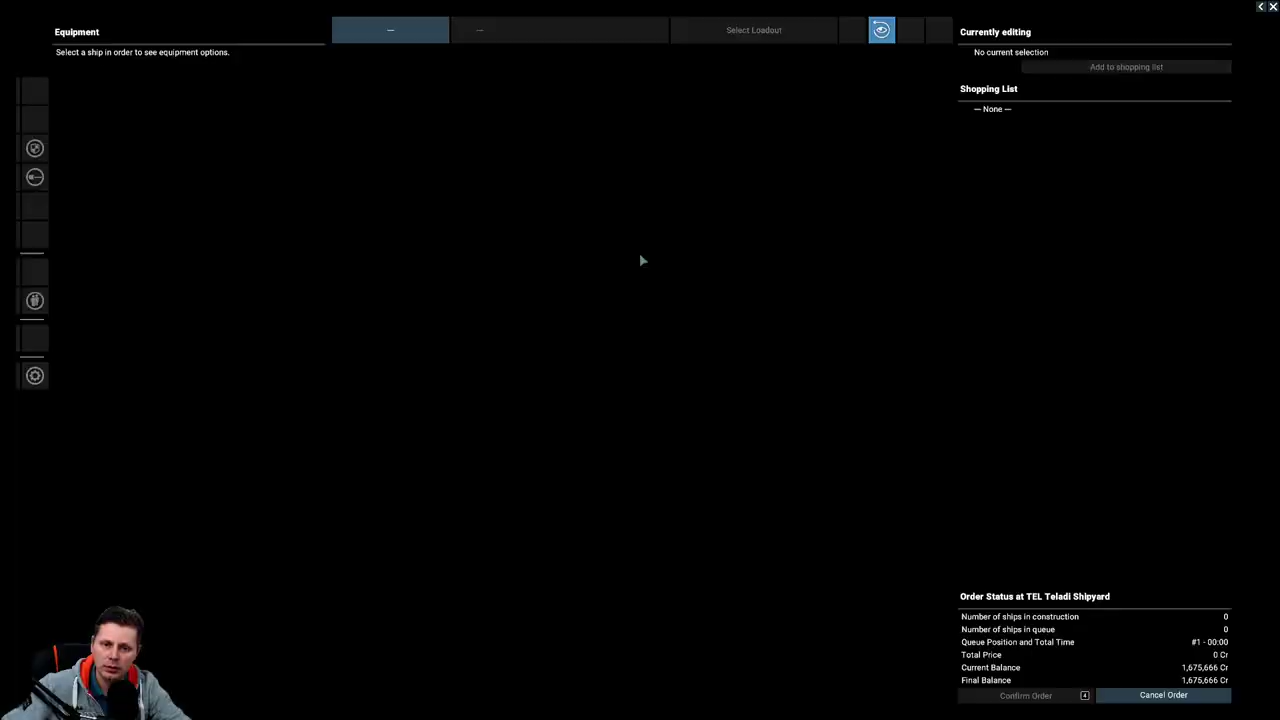 Equipment
Select a ship in order to see equipment options.
—
—
Select Loadout
Currently editing
No current selection
Add to shopping list
Shopping List
— None —
Order Status at TEL Teladi Shipyard
Number of ships in construction 0
Number of ships in queue 0
Queue Position and Total Time #1 - 00:00
Total Price 0 Cr
Current Balance 1,675,666 Cr
Final Balance 1,675,666 Cr
Confirm Order 4
Cancel Order